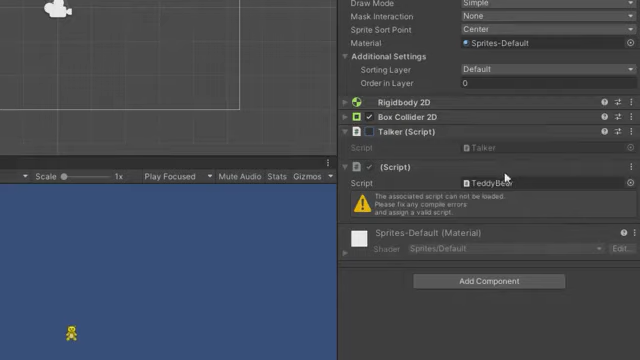 Draw Mode Simple
Mask Interaction None
Sprite Sort Point Center
Material Sprites-Default
Additional Settings
Sorting Layer Default
Order in Layer 0
Rigidbody 2D
Box Collider 2D
Talker (Script)
Script Talker
(Script)
Script TeddyBear
The associated script can not be loaded.
Please fix any compile errors
and assign a valid script.
Scale 1x Play Focused Mute Audio Stats Gizmos
Sprites-Default (Material)
Shader Sprites/Default Edit...
Add Component